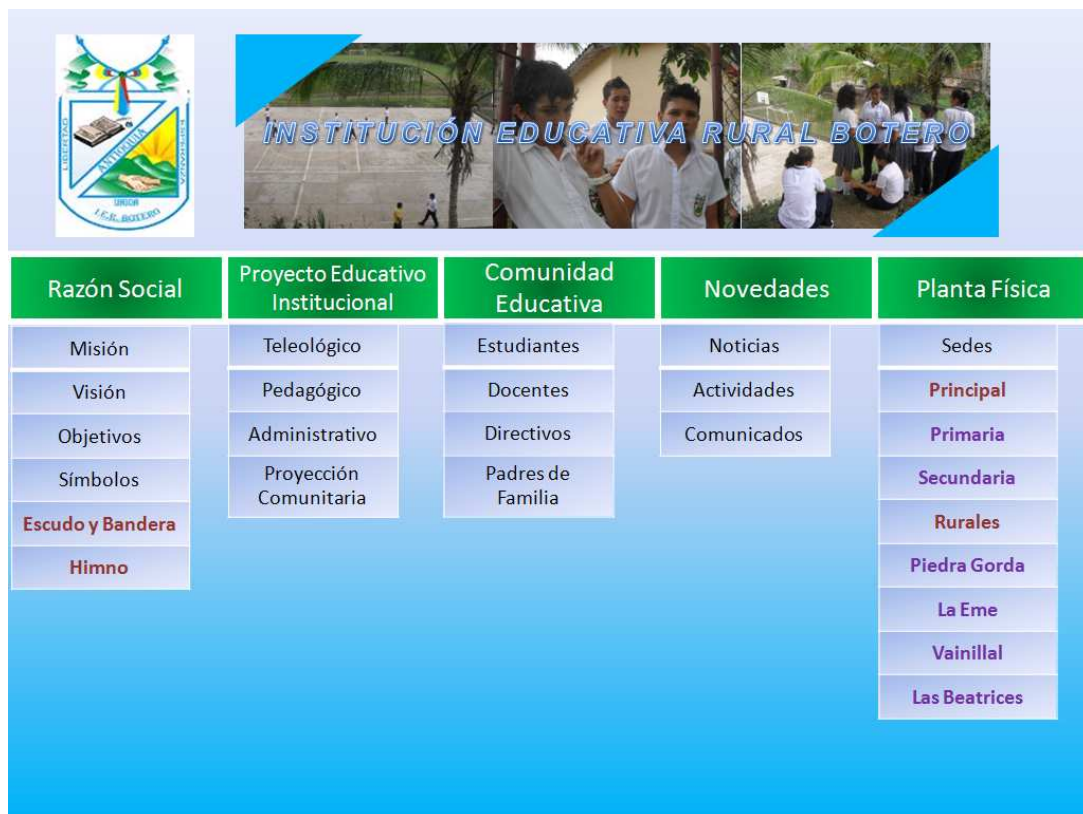 LIBERTAD
ESPERANZA
ANTIOQUIA
I.E.R. BOTERO
INSTITUCIÓN EDUCATIVA RURAL BOTERO
Razón Social
Misión
Visión
Objetivos
Símbolos
Escudo y Bandera
Himno
Proyecto Educativo
Institucional
Teleológico
Pedagógico
Administrativo
Proyección
Comunitaria
Comunidad
Educativa
Estudiantes
Docentes
Directivos
Padres de
Familia
Novedades
Noticias
Actividades
Comunicados
Planta Física
Sedes
Principal
Primaria
Secundaria
Rurales
Piedra Gorda
La Eme
Vainillal
Las Beatrices